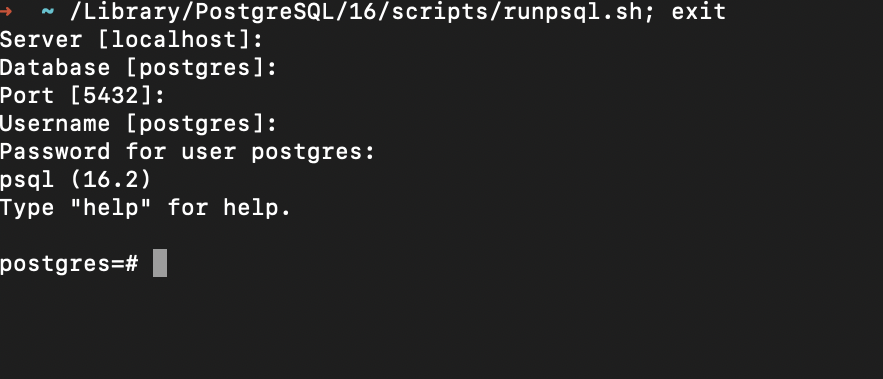 → ~ /Library/PostgreSQL/16/scripts/runpsql.sh; exit
Server [localhost]:
Database [postgres]:
Port [5432]:
Username [postgres]:
Password for user postgres:
psql (16.2)
Type "help" for help.
postgres=#